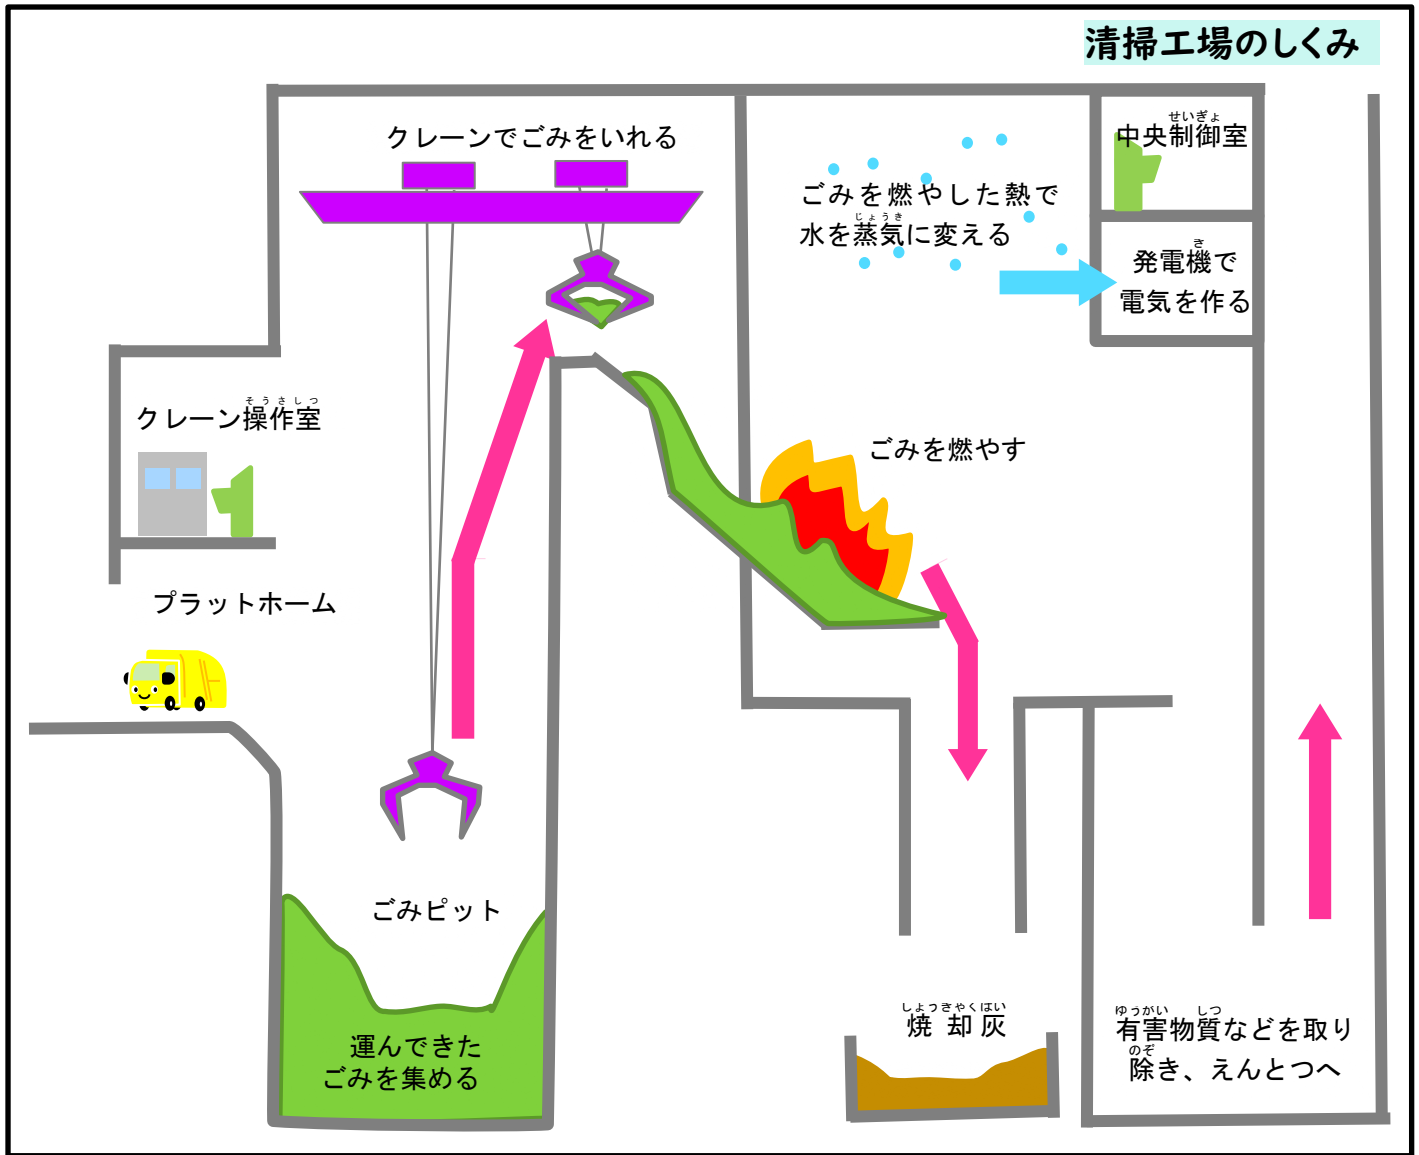 清掃工場のしくみ
クレーンでごみをいれる
ごみを燃やした熱で
じょうき
水を蒸気に変える
せいぎょ
中央制御室
き
発電機で
電気を作る
そうさしつ
クレーン操作室
ごみを燃やす
プラットホーム
ごみピット
運んできた
ごみを集める
しょうきゃくはい
焼却灰
ゆうがい しつ
有害物質などを取り
のぞ
除き、えんとつへ